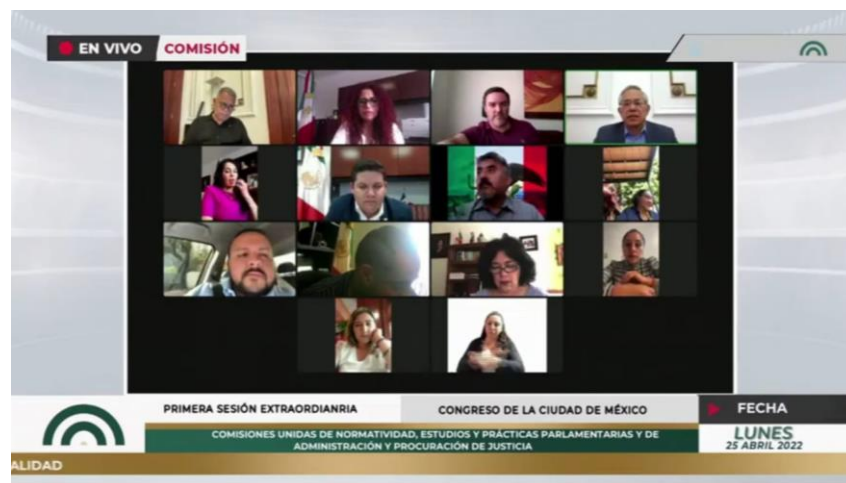 EN VIVO COMISIÓN
PRIMERA SESIÓN EXTRAORDIANRIA CONGRESO DE LA CIUDAD DE MÉXICO FECHA
COMISIONES UNIDAS DE NORMATIVIDAD, ESTUDIOS Y PRÁCTICAS PARLAMENTARIAS Y DE
ADMINISTRACIÓN Y PROCURACIÓN DE JUSTICIA
LUNES
25 ABRIL 2022
ALIDAD